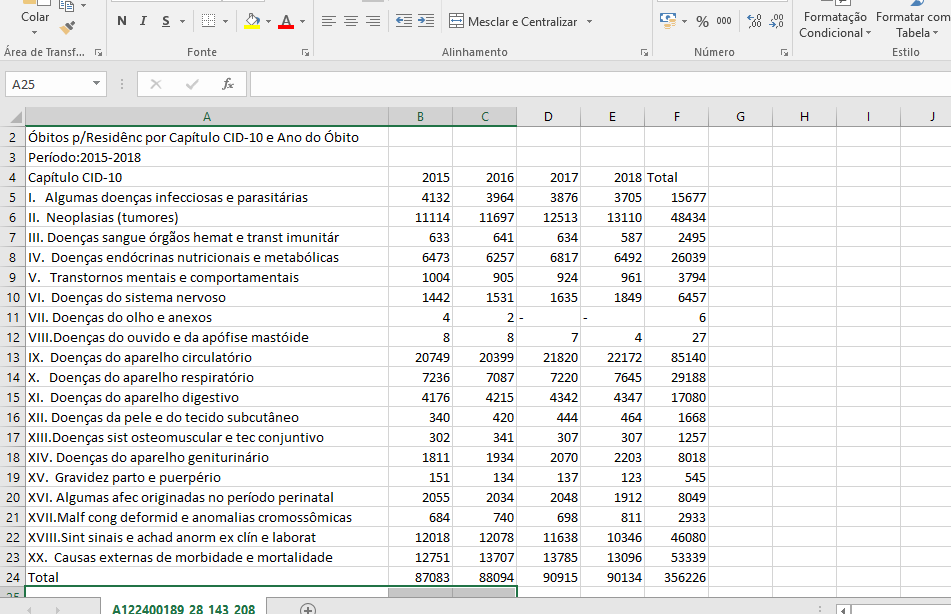 Colar
N I S A % 000
Mesclar e Centralizar
Formatação Condicional
Formatar com Tabela
Área de Transf...
Fonte
Alinhamento
Número
Estilo
A25 fx
A B C D E F G H I J
2 Óbitos p/Residênc por Capítulo CID-10 e Ano do Óbito
3 Período:2015-2018
4 Capítulo CID-10 2015 2016 2017 2018 Total
5 I. Algumas doenças infecciosas e parasitárias 4132 3964 3876 3705 15677
6 II. Neoplasias (tumores) 11114 11697 12513 13110 48434
7 III. Doenças sangue órgãos hemat e transt imunitár 633 641 634 587 2495
8 IV. Doenças endócrinas nutricionais e metabólicas 6473 6257 6817 6492 26039
9 V. Transtornos mentais e comportamentais 1004 905 924 961 3794
10 VI. Doenças do sistema nervoso 1442 1531 1635 1849 6457
11 VII. Doenças do olho e anexos 4 2 - - 6
12 VIII.Doenças do ouvido e da apófise mastóide 8 8 7 4 27
13 IX. Doenças do aparelho circulatório 20749 20399 21820 22172 85140
14 X. Doenças do aparelho respiratório 7236 7087 7220 7645 29188
15 XI. Doenças do aparelho digestivo 4176 4215 4342 4347 17080
16 XII. Doenças da pele e do tecido subcutâneo 340 420 444 464 1668
17 XIII.Doenças sist osteomuscular e tec conjuntivo 302 341 307 307 1257
18 XIV. Doenças do aparelho geniturinário 1811 1934 2070 2203 8018
19 XV. Gravidez parto e puerpério 151 134 137 123 545
20 XVI. Algumas afec originadas no período perinatal 2055 2034 2048 1912 8049
21 XVII.Malf cong deformid e anomalias cromossômicas 684 740 698 811 2933
22 XVIII.Sint sinais e achad anorm ex clín e laborat 12018 12078 11638 10346 46080
23 XX. Causas externas de morbidade e mortalidade 12751 13707 13785 13096 53339
24 Total 87083 88094 90915 90134 356226
25
A122400189_28_143_208